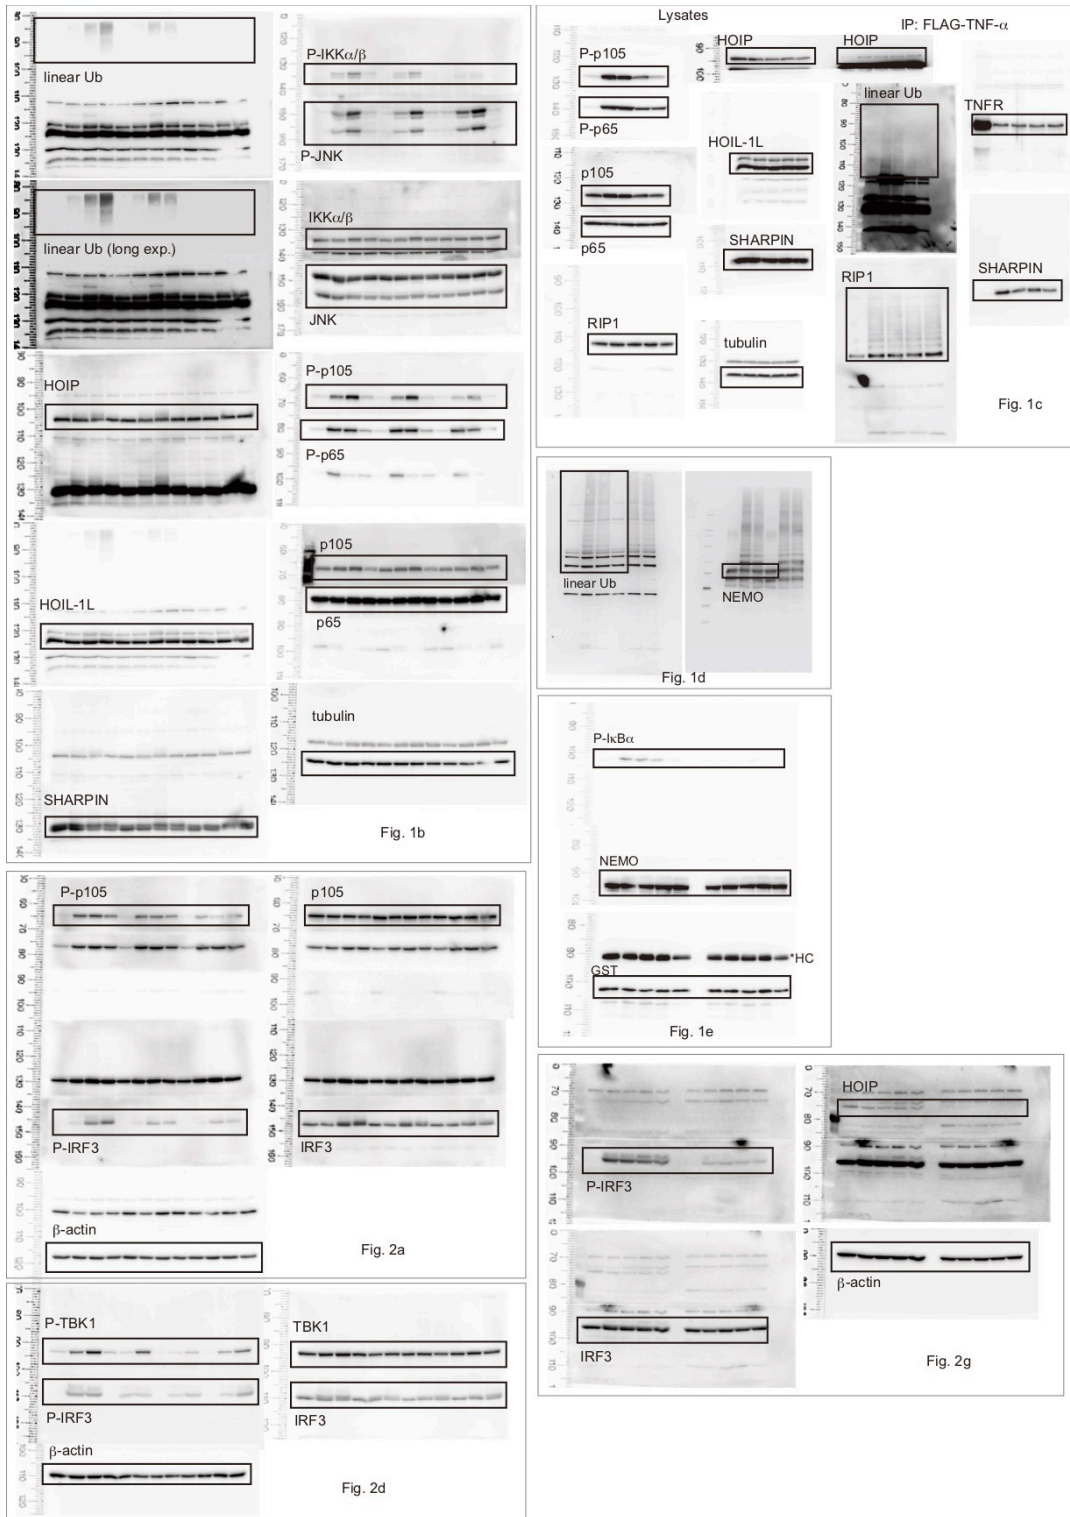 linear Ub
P-IKKα/β
P-JNK
linear Ub (long exp.)
IKKα/β
JNK
HOIP
P-p105
P-p65
HOIL-1L
p105
p65
SHARPIN
tubulin
Fig. 1b
Lysates
IP: FLAG-TNF-α
P-p105
HOIP
HOIP
P-p65
linear Ub
TNFR
p105
HOIL-1L
p65
SHARPIN
RIP1
SHARPIN
RIP1
tubulin
Fig. 1c
linear Ub
NEMO
Fig. 1d
P-IκBα
NEMO
*HC
GST
Fig. 1e
P-p105
p105
P-IRF3
IRF3
β-actin
Fig. 2a
P-TBK1
TBK1
P-IRF3
IRF3
β-actin
Fig. 2d
HOIP
P-IRF3
β-actin
IRF3
Fig. 2g